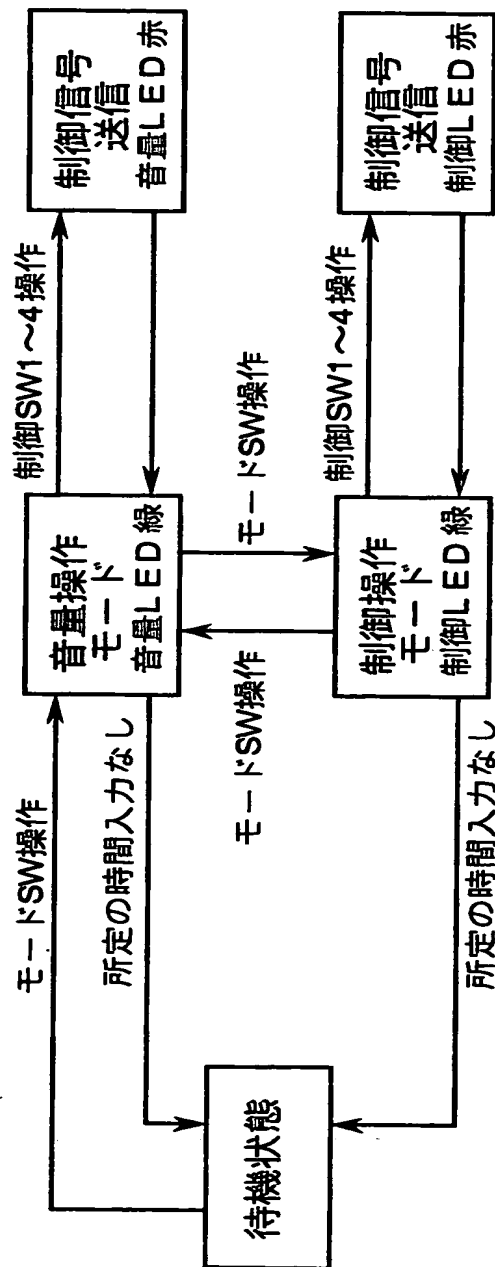 モードSW操作
所定の時間入力なし
待機状態
音量操作
モード
音量LED緑
制御SW1～4操作
制御信号
送信
音量LED赤
モードSW操作
モードSW操作
制御操作
モード
制御LED緑
制御SW1～4操作
制御信号
送信
制御LED赤
所定の時間入力なし